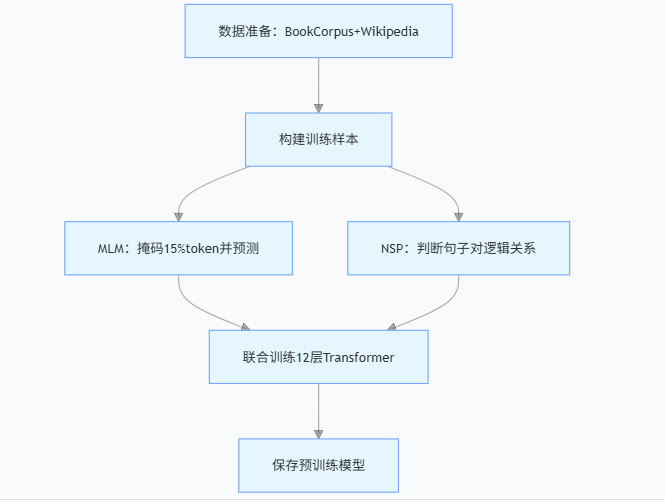 数据准备：BookCorpus+Wikipedia
构建训练样本
MLM：掩码15%token并预测
NSP：判断句子对逻辑关系
联合训练12层Transformer
保存预训练模型